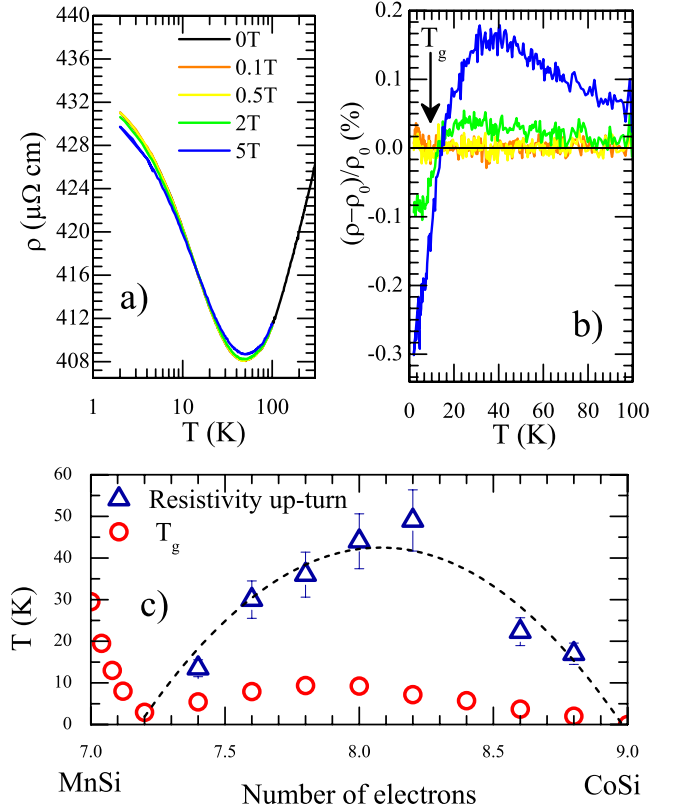 440
436
432
428
424
420
416
412
408
ρ (μΩ cm)
0T
0.1T
0.5T
2T
5T
a)
1 10 100
T (K)
0.2
0.1
0.0
-0.1
-0.2
-0.3
(ρ−ρ0)/ρ0 (%)
Tg
b)
0 20 40 60 80 100
T (K)
60
50
40
30
20
10
0
T (K)
Resistivity up-turn
Tg
c)
7.0 7.5 8.0 8.5 9.0
MnSi Number of electrons CoSi